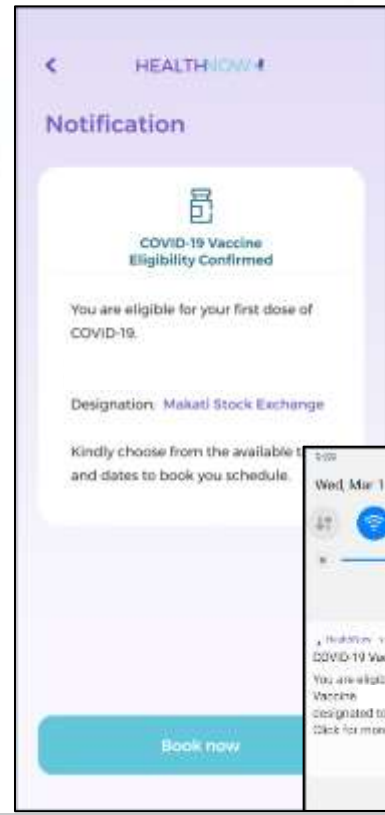 HEALTHNOW
Notification
COVID-19 Vaccine
Eligibility Confirmed
You are eligible for your first dose of
COVID-19.
Designation: Makati Stock Exchange
Kindly choose from the available t
and dates to book you schedule.
Book now
Wed, Mar 1
HealthNow
COVID-19 Vac
You are eligib
Vaccine
designated to
Click for more